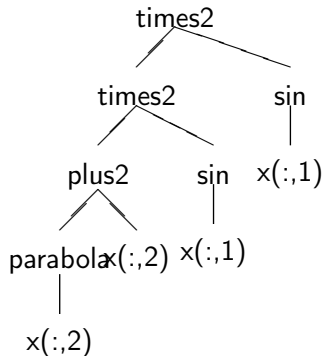 times2
times2 sin
plus2 sin x(:,1)
parabola x(:,2) x(:,1)
x(:,2)